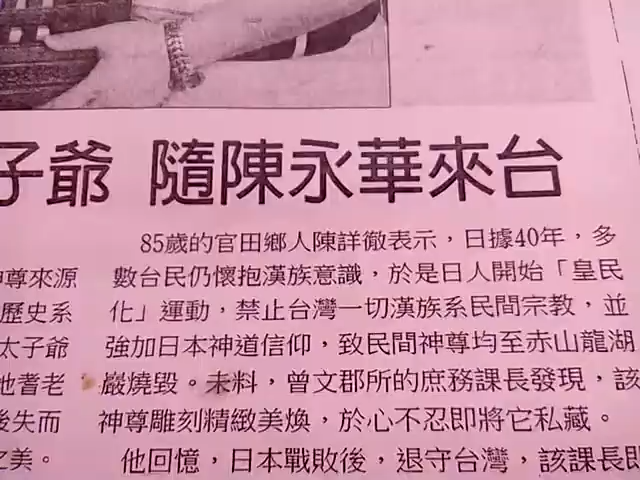 子爺 隨陳永華來台
85歲的官田鄉人陳詳徹表示，日據40年，多
數台民仍懷抱漢族意識，於是日人開始「皇民
化」運動，禁止台灣一切漢族系民間宗教，並
強加日本神道信仰，致民間神尊均至赤山龍湖
巖燒毀。未料，曾文郡所的庶務課長發現，該
神尊雕刻精緻美煥，於心不忍即將它私藏。
他回憶，日本戰敗後，退守台灣，該課長即
神尊來源
歷史系
太子爺
地耆老
後失而
之美。